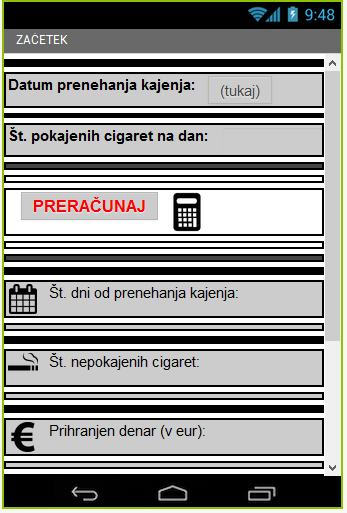 9:48
ZAČETEK
Datum prenehanja kajenja:
(tukaj)
Št. pokajenih cigaret na dan:
PRERAČUNAJ
Št. dni od prenehanja kajenja:
Št. nepokajenih cigaret:
Prihranjen denar (v eur):